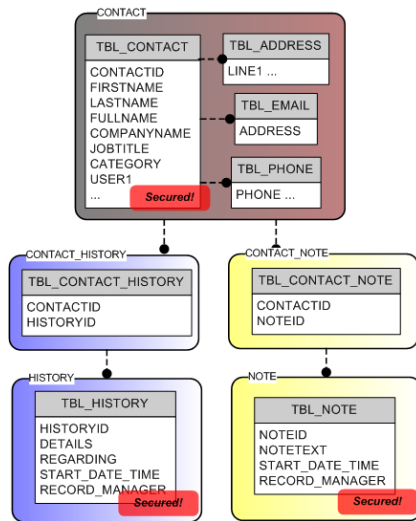 CONTACT
TBL_CONTACT
CONTACTID
FIRSTNAME
LASTNAME
FULLNAME
COMPANYNAME
JOBTITLE
CATEGORY
USER1
...
Secured!
TBL_ADDRESS
LINE1 ...
TBL_EMAIL
ADDRESS
TBL_PHONE
PHONE ...
CONTACT_HISTORY
TBL_CONTACT_HISTORY
CONTACTID
HISTORYID
CONTACT_NOTE
TBL_CONTACT_NOTE
CONTACTID
NOTEID
HISTORY
TBL_HISTORY
HISTORYID
DETAILS
REGARDING
START_DATE_TIME
RECORD_MANAGER
Secured!
NOTE
TBL_NOTE
NOTEID
NOTETEXT
START_DATE_TIME
RECORD_MANAGER
Secured!